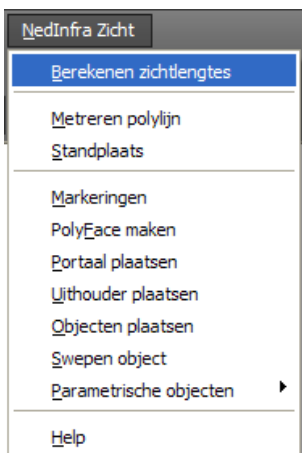 NedInfra Zicht
Berekenen zichtlengtes
Metreren polylijn
Standplaats
Markeringen
PolyFace maken
Portaal plaatsen
Uithouder plaatsen
Objecten plaatsen
Swepen object
Parametrische objecten
Help